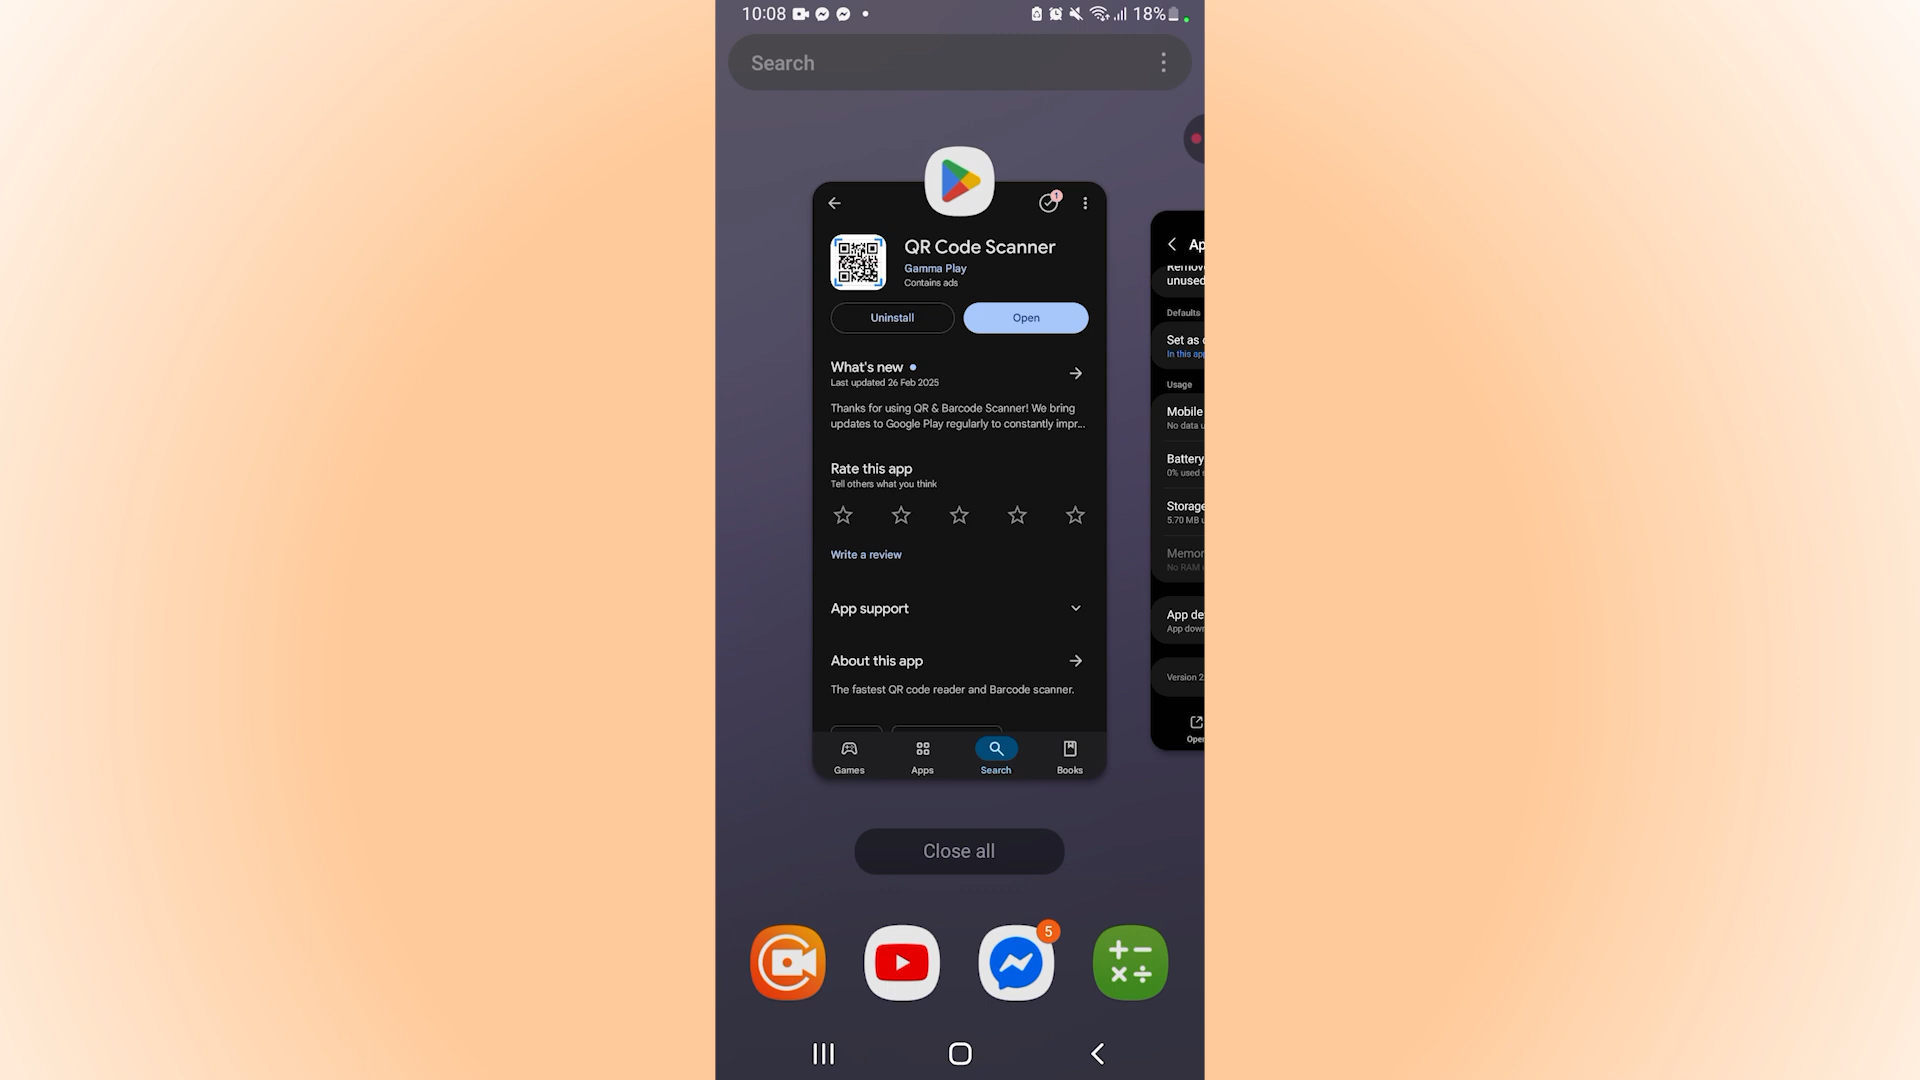 10:08
18%
Search
QR Code Scanner
Gamma Play
Contains ads
Uninstall
Open
What's new
Last updated 26 Feb 2025
Thanks for using QR & Barcode Scanner! We bring
updates to Google Play regularly to constantly impr...
Rate this app
Tell others what you think
Write a review
App support
About this app
The fastest QR code reader and Barcode scanner.
Games
Apps
Search
Books
Ap
unused
Defaults
Set as
In this app
Usage
Mobile
No data u
Battery
0% used
Storage
5.70 MB u
Memor
No RAM
App de
App down
Version 2
Open
Close all
5